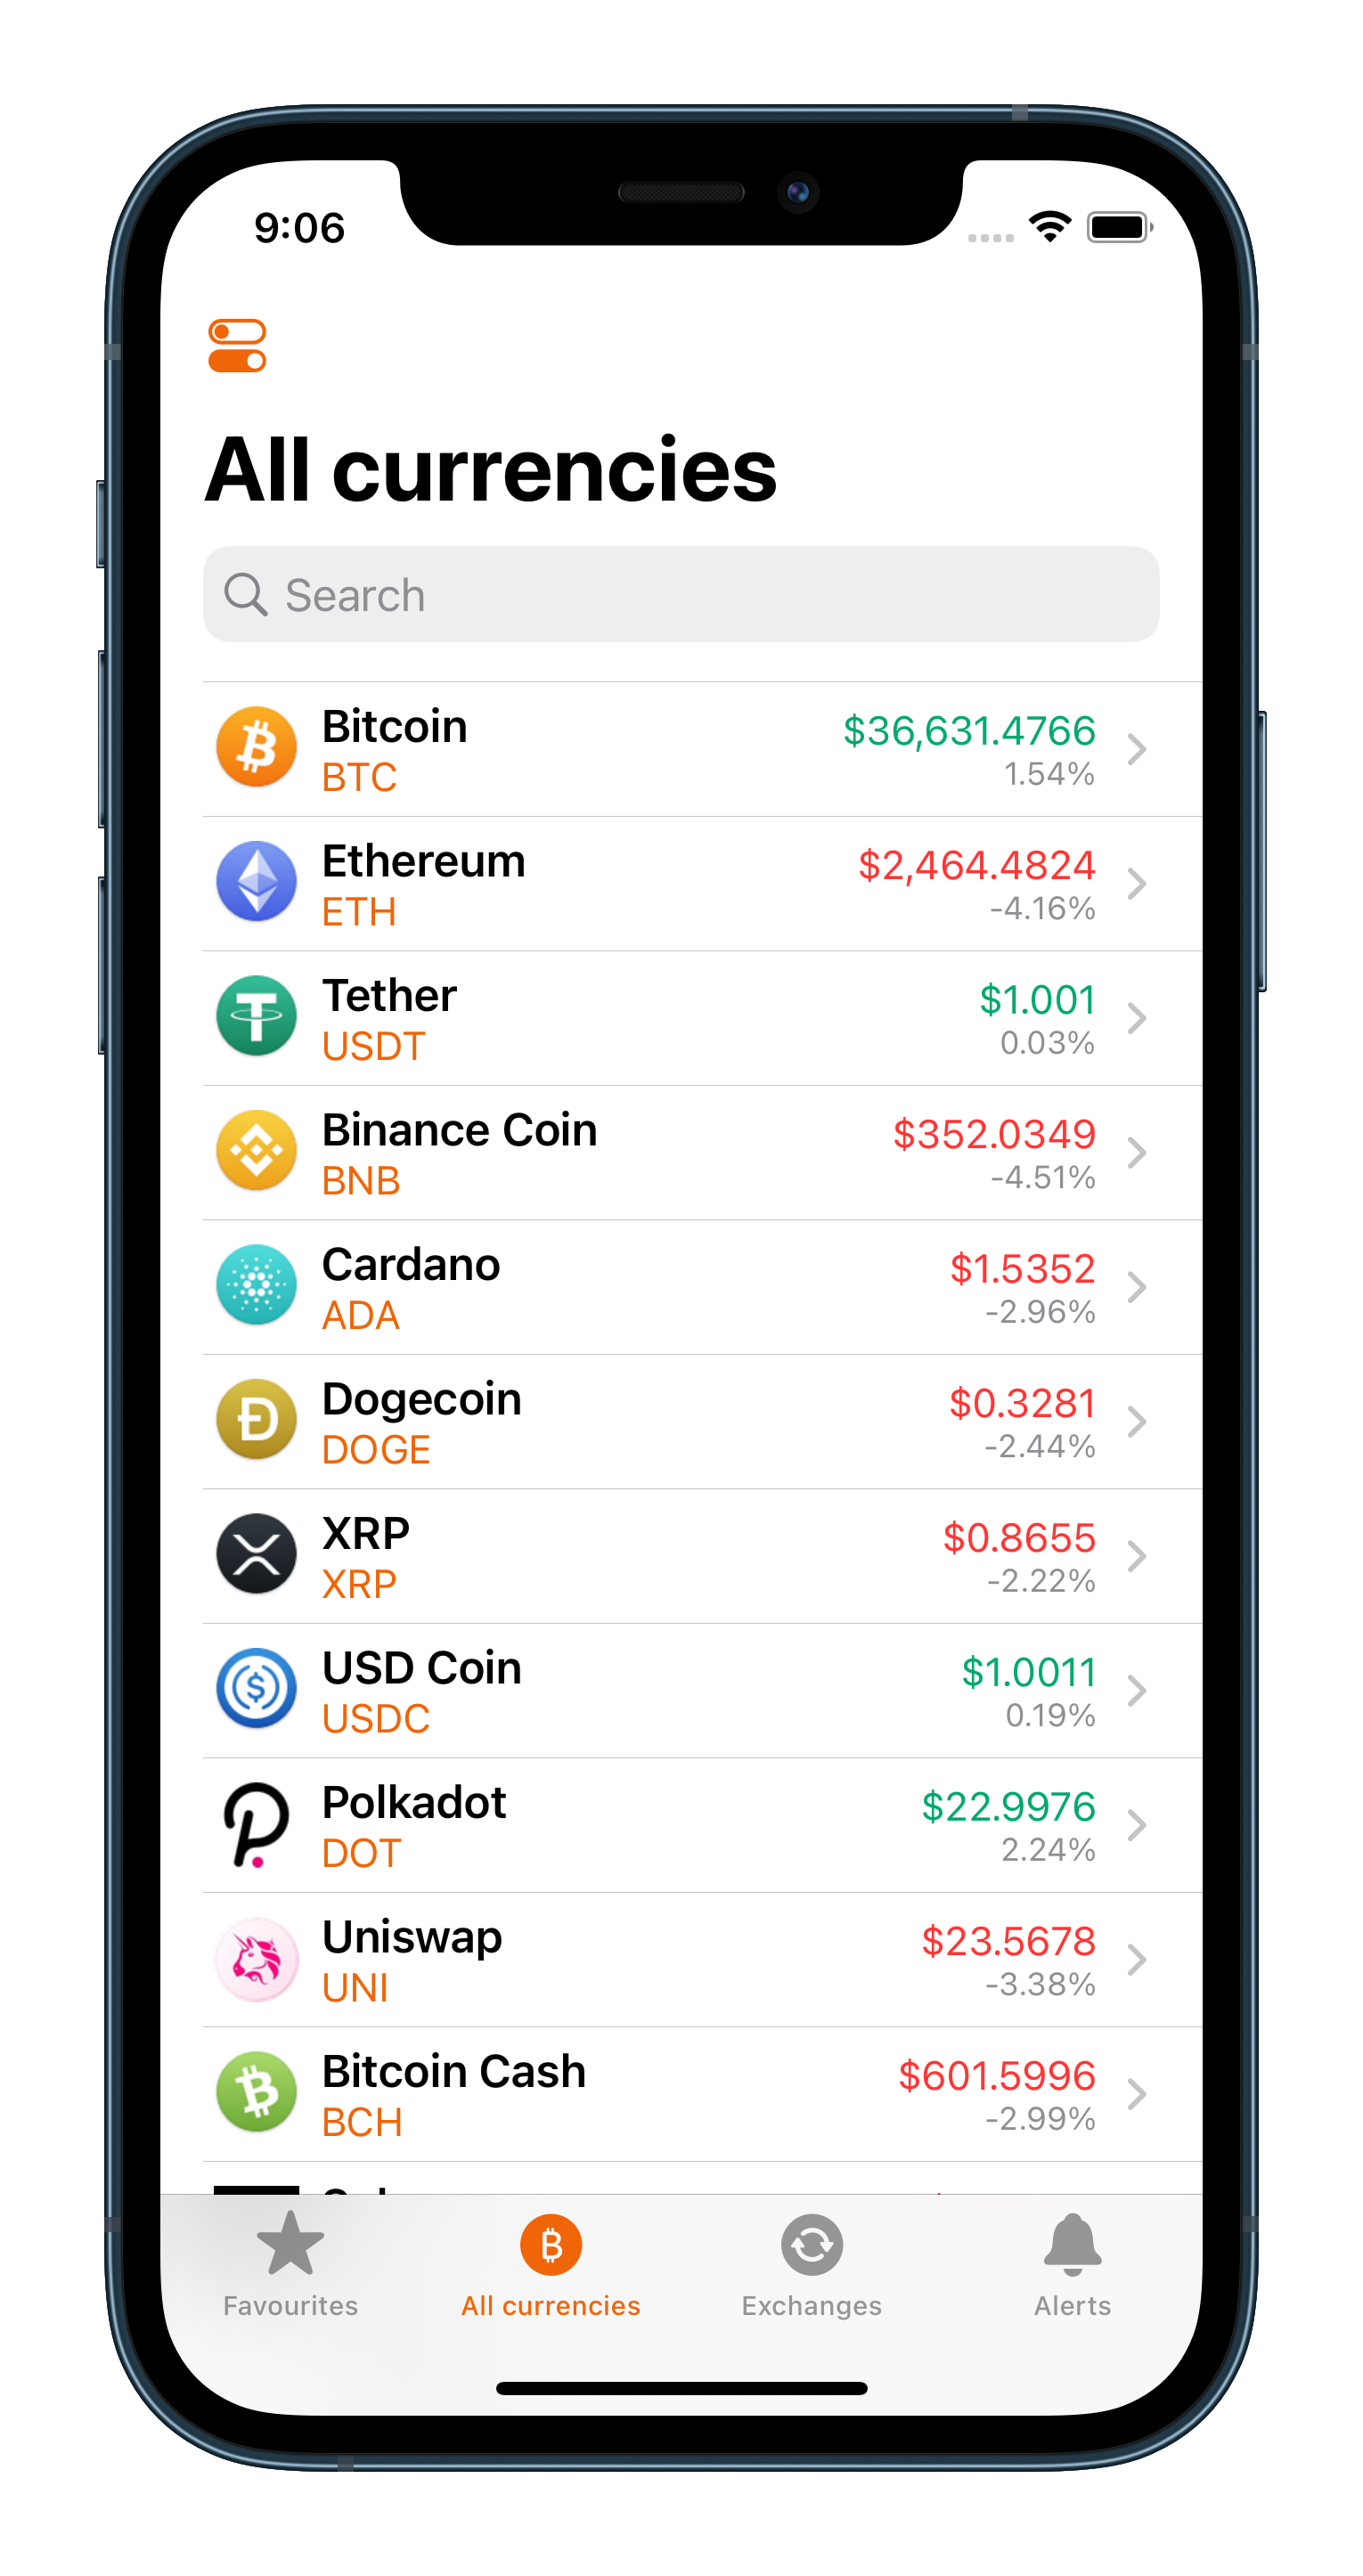 9:06
All currencies
Search
Bitcoin
$36,631.4766
BTC
1.54%
Ethereum
$2,464.4824
ETH
-4.16%
Tether
$1.001
USDT
0.03%
Binance Coin
$352.0349
BNB
-4.51%
Cardano
$1.5352
ADA
-2.96%
Dogecoin
$0.3281
DOGE
-2.44%
XRP
$0.8655
XRP
-2.22%
USD Coin
$1.0011
USDC
0.19%
Polkadot
$22.9976
DOT
2.24%
Uniswap
$23.5678
UNI
-3.38%
Bitcoin Cash
$601.5996
BCH
-2.99%
Favourites
All currencies
Exchanges
Alerts